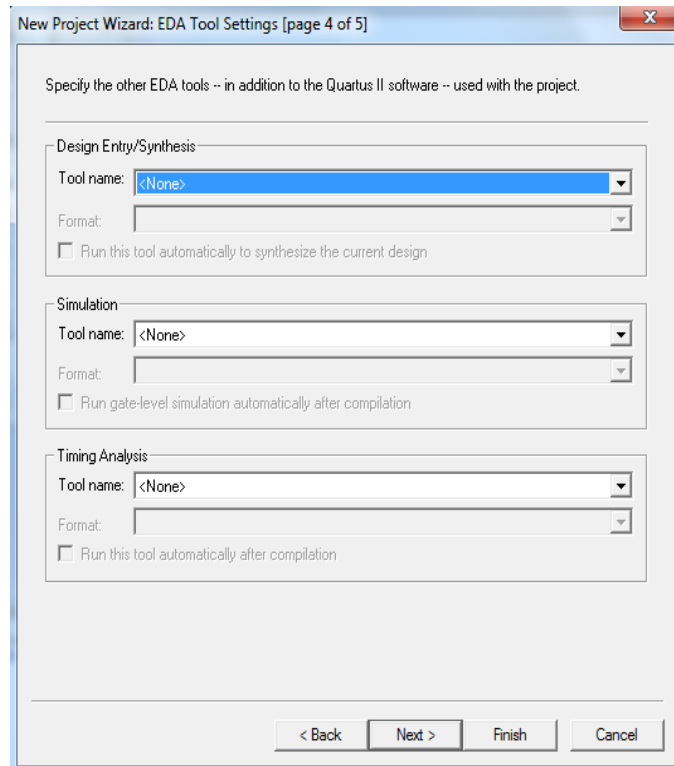 New Project Wizard: EDA Tool Settings [page 4 of 5]
x
Specify the other EDA tools -- in addition to the Quartus II software -- used with the project.
Design Entry/Synthesis
Tool name: <None>
Format:
Run this tool automatically to synthesize the current design
Simulation
Tool name: <None>
Format:
Run gate-level simulation automatically after compilation
Timing Analysis
Tool name: <None>
Format:
Run this tool automatically after compilation
< Back Next > Finish Cancel